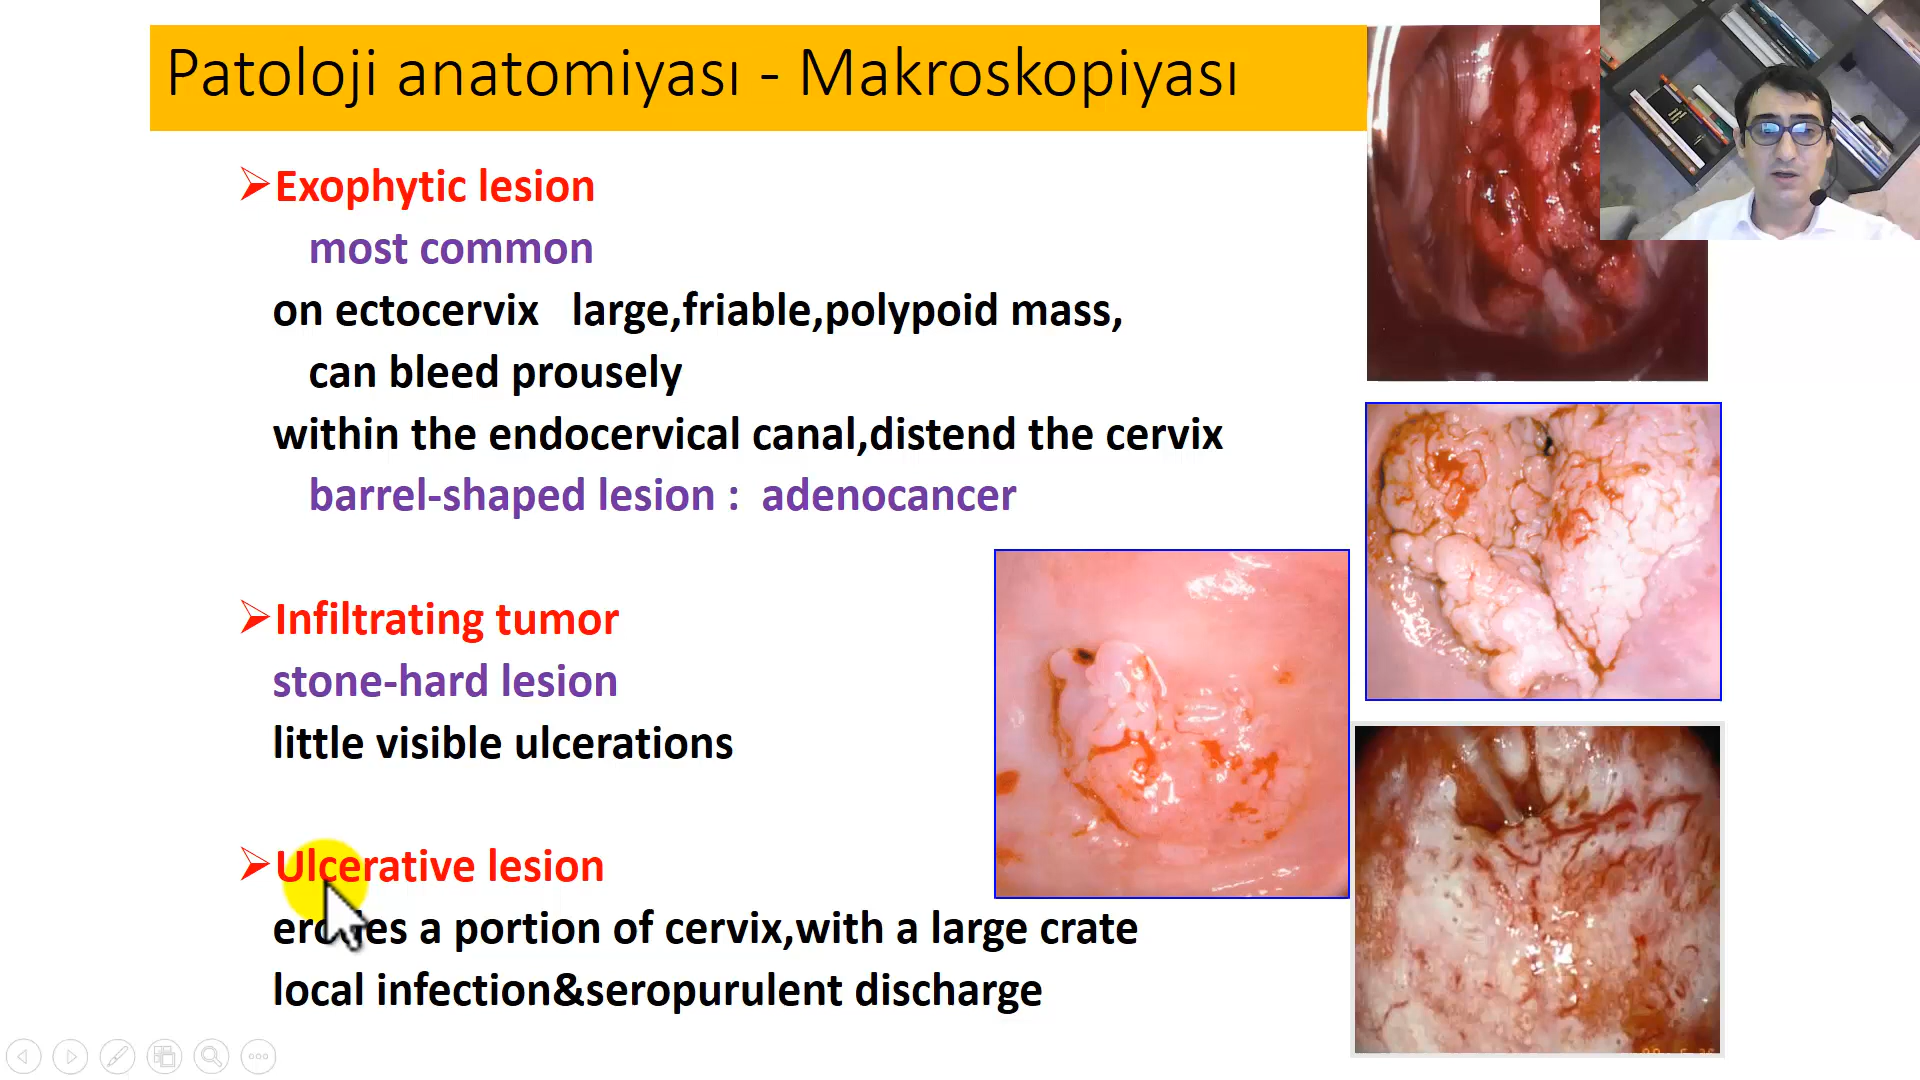 Patoloji anatomiyası - Makroskopiyası
Exophytic lesion
most common
on ectocervix large,friable,polypoid mass,
can bleed prousely
within the endocervical canal,distend the cervix
barrel-shaped lesion : adenocancer
Infiltrating tumor
stone-hard lesion
little visible ulcerations
Ulcerative lesion
a portion of cervix,with a large crate
local infection&seropurulent discharge